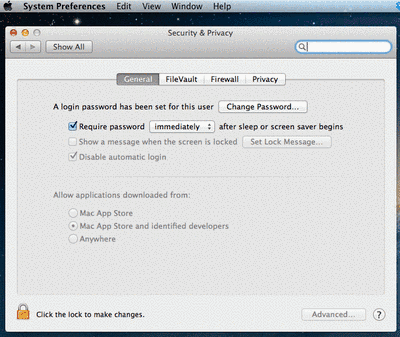 System Preferences Edit View Window Help
Security & Privacy
Show All
General FileVault Firewall Privacy
A login password has been set for this user Change Password...
Require password immediately after sleep or screen saver begins
Show a message when the screen is locked Set Lock Message...
Disable automatic login
Allow applications downloaded from:
Mac App Store
Mac App Store and identified developers
Anywhere
Click the lock to make changes.
Advanced... ?